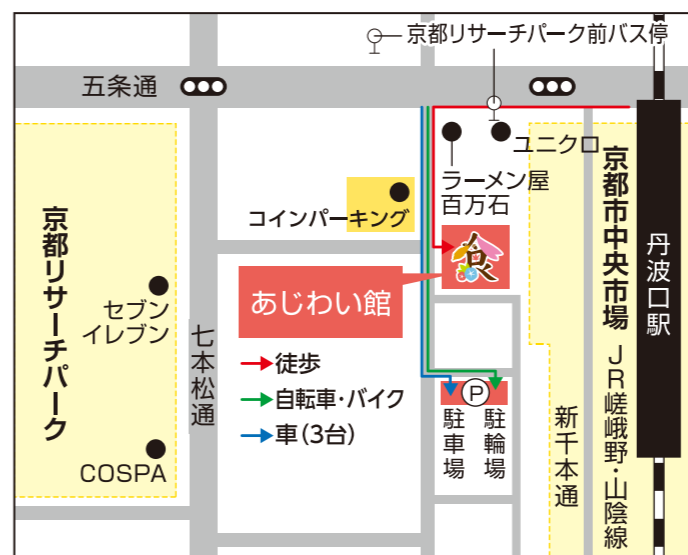 京都リサーチパーク前バス停
五条通
ユニクロ
ラーメン屋
百万石
コインパーキング
京都リサーチパーク
セブン
イレブン
COSPA
七本松通
食
あじわい館
徒歩
自転車・バイク
車(3台)
P
駐車場
駐輪場
新千本通
京都市中央市場
JR嵯峨野・山陰線
丹波口駅